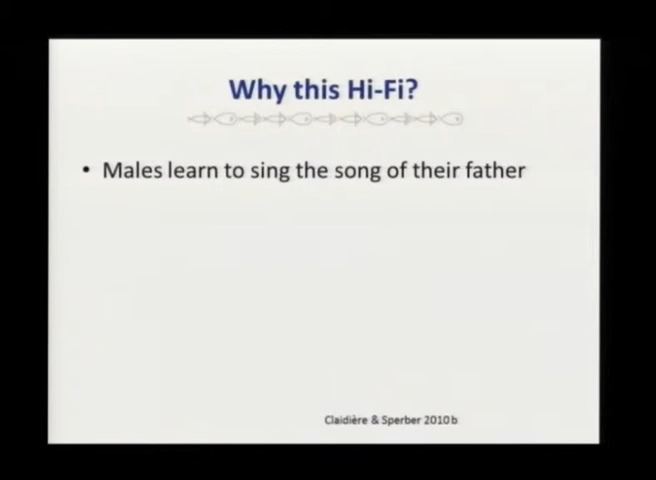 Why this Hi-Fi?
• Males learn to sing the song of their father
Claidière & Sperber 2010b